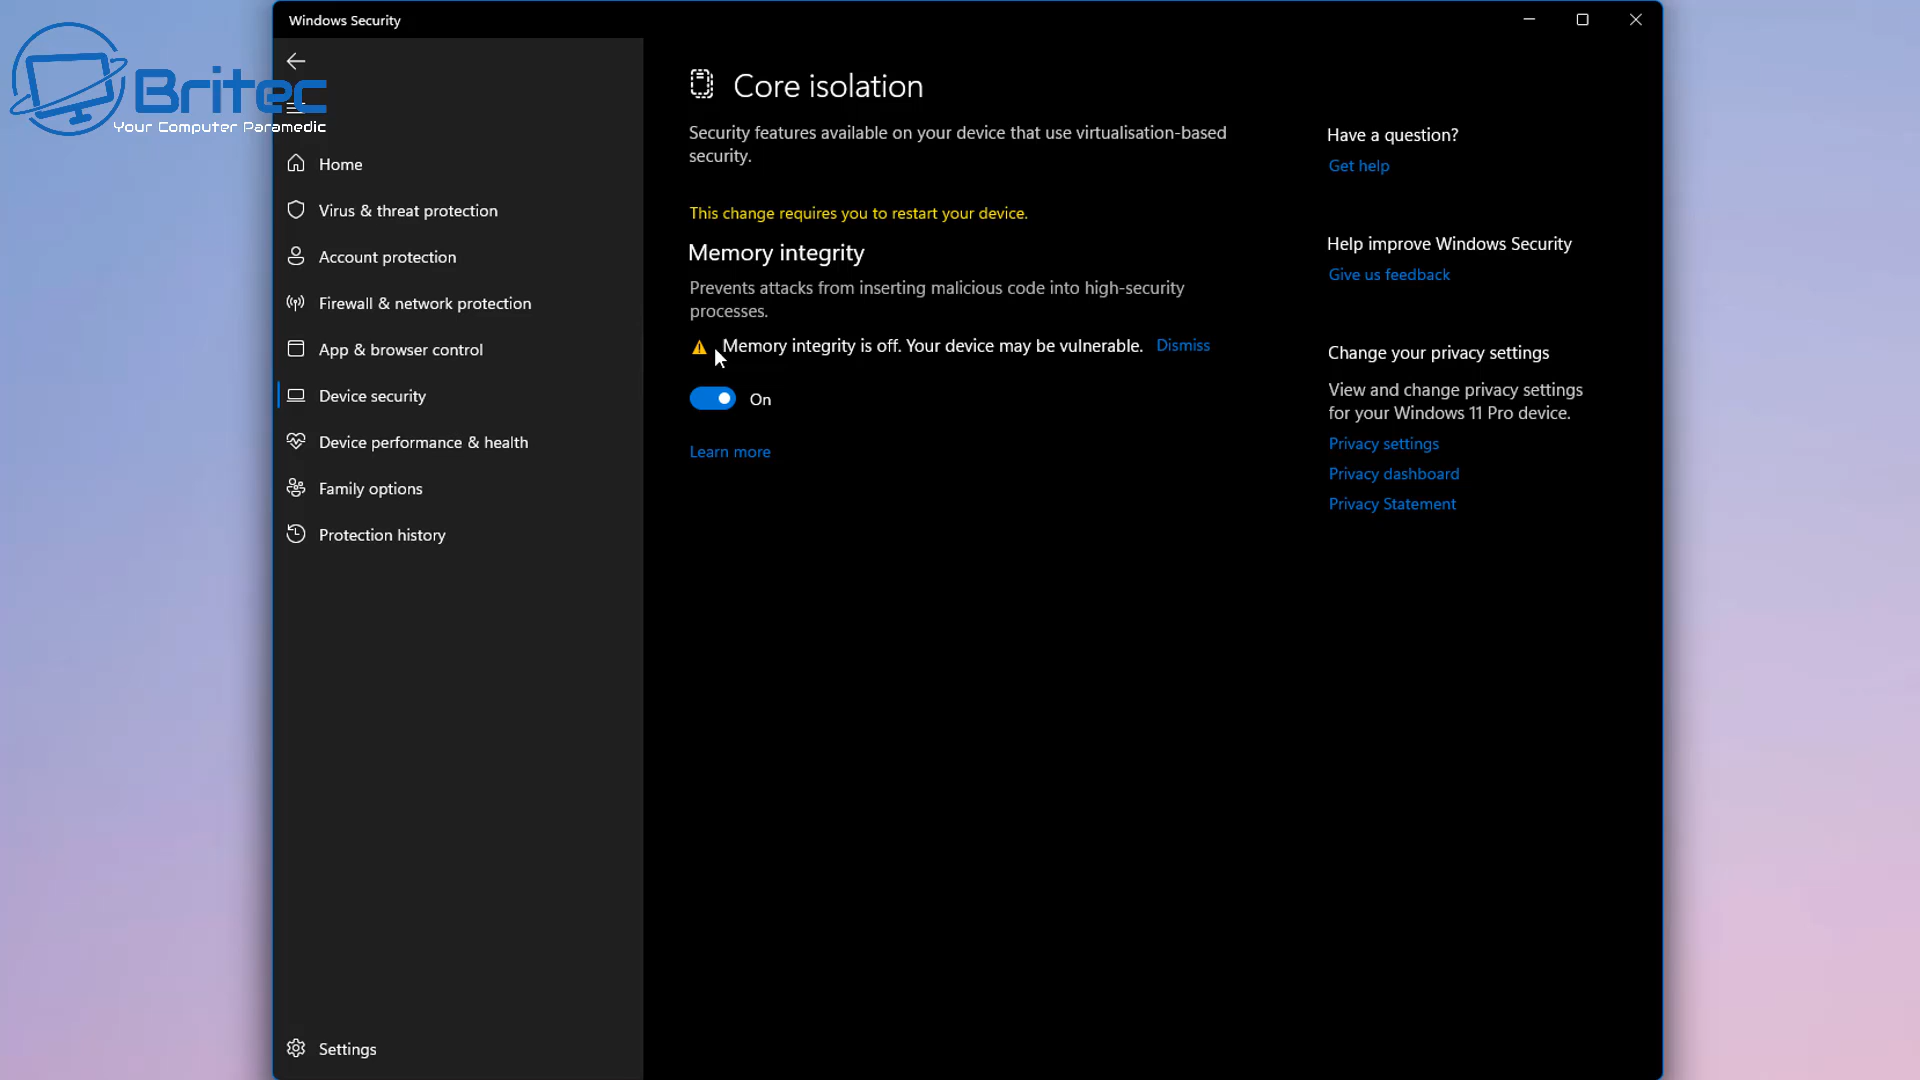 Windows Security
Britec
Your Computer Paramedic
Home
Virus & threat protection
Account protection
Firewall & network protection
App & browser control
Device security
Device performance & health
Family options
Protection history
Settings
Core isolation
Security features available on your device that use virtualisation-based
security.
This change requires you to restart your device.
Memory integrity
Prevents attacks from inserting malicious code into high-security
processes.
Memory integrity is off. Your device may be vulnerable. Dismiss
On
Learn more
Have a question?
Get help
Help improve Windows Security
Give us feedback
Change your privacy settings
View and change privacy settings
for your Windows 11 Pro device.
Privacy settings
Privacy dashboard
Privacy Statement